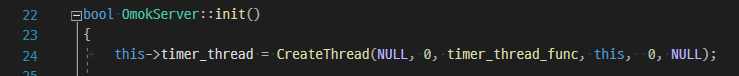 22 bool OmokServer::init()
23 {
24 this->timer_thread = CreateThread(NULL, 0, timer_thread_func, this, 0, NULL);